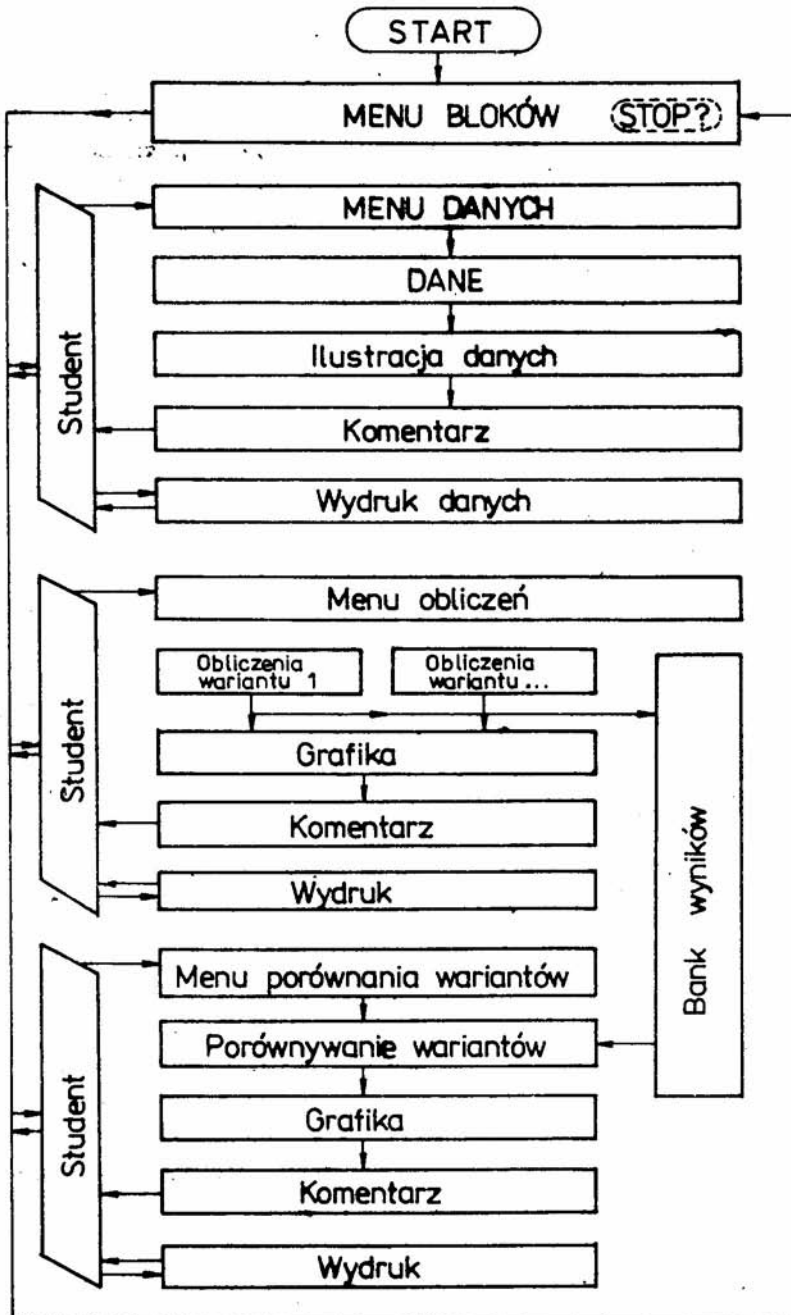 START
MENU BLOKÓW
STOP?
MENU DANYCH
DANE
Ilustracja danych
Komentarz
Wydruk danych
Student
Menu obliczeń
Obliczenia
wariantu 1
Obliczenia
wariantu...
Grafika
Komentarz
Wydruk
Student
Bank wyników
Menu porównania wariantów
Porównywanie wariantów
Grafika
Komentarz
Wydruk
Student